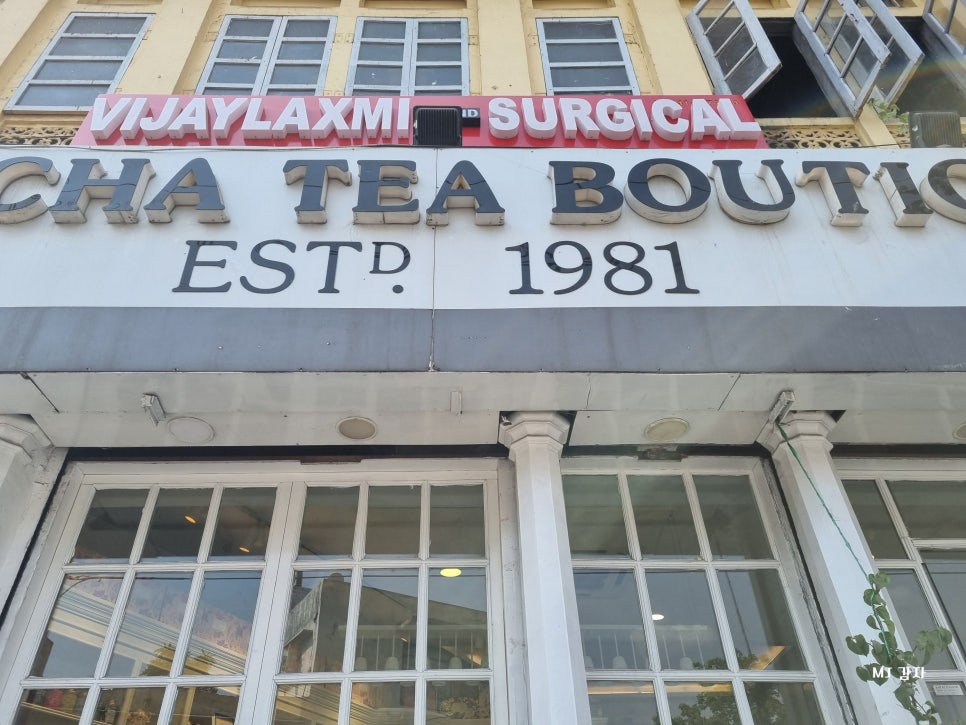 VIJAYLAXMI SURGICAL
CHA TEA BOUTIQ
ESTD. 1981